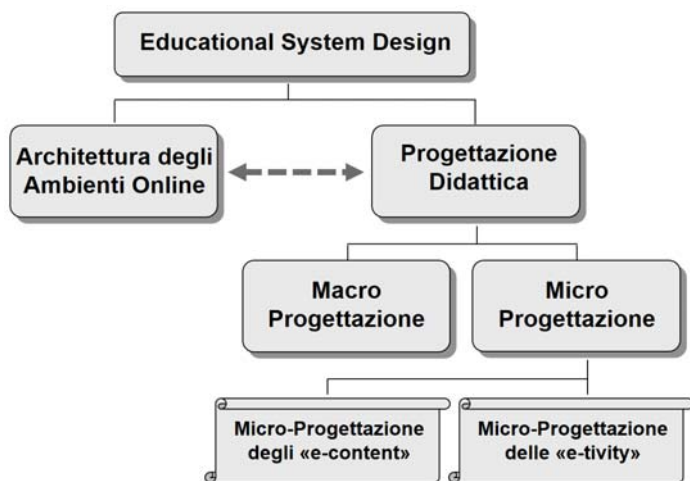 Educational System Design
Architettura degli
Ambienti Online
Progettazione
Didattica
Macro
Progettazione
Micro
Progettazione
Micro-Progettazione
degli «e-content»
Micro-Progettazione
delle «e-tivity»